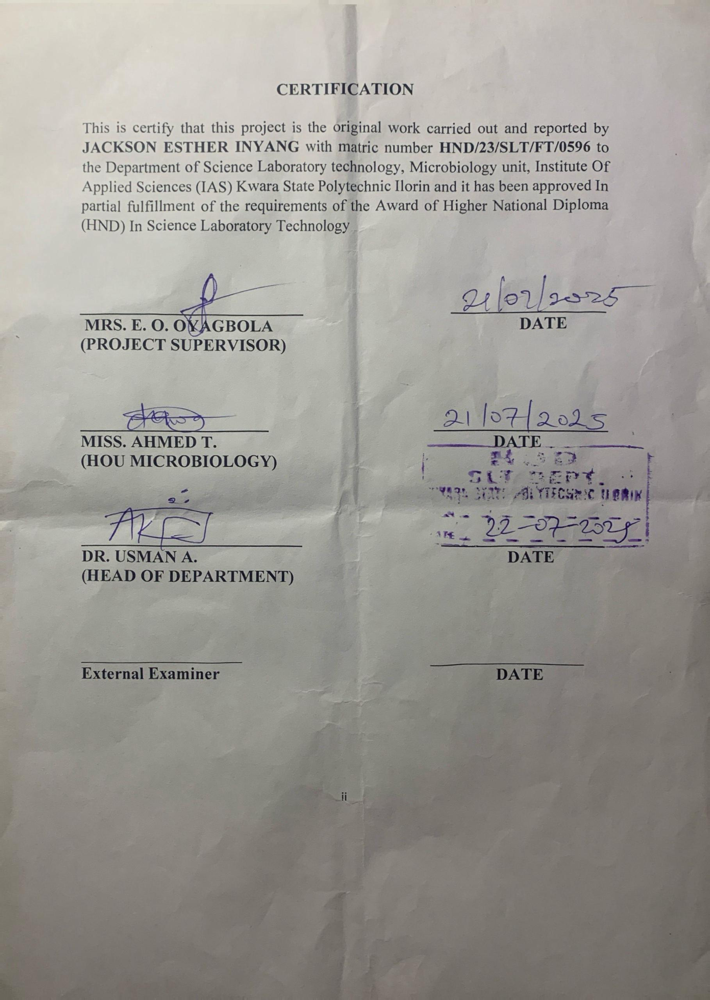 CERTIFICATION
This is certify that this project is the original work carried out and reported by
JACKSON ESTHER INYANG with matric number HND/23/SLT/FT/0596 to
the Department of Science Laboratory technology, Microbiology unit, Institute Of
Applied Sciences (IAS) Kwara State Polytechnic Ilorin and it has been approved In
partial fulfillment of the requirements of the Award of Higher National Diploma
(HND) In Science Laboratory Technology
21/07/2025
MRS. E. O. OYAGBOLA
DATE
(PROJECT SUPERVISOR)
21/07/2025
MISS. AHMED T.
DATE
(HOU MICROBIOLOGY)
H O D
SLT DEPT.
KWARA STATE POLYTECHNIC ILORIN
22-07-2025
DR. USMAN A.
DATE
(HEAD OF DEPARTMENT)
External Examiner
DATE
ii